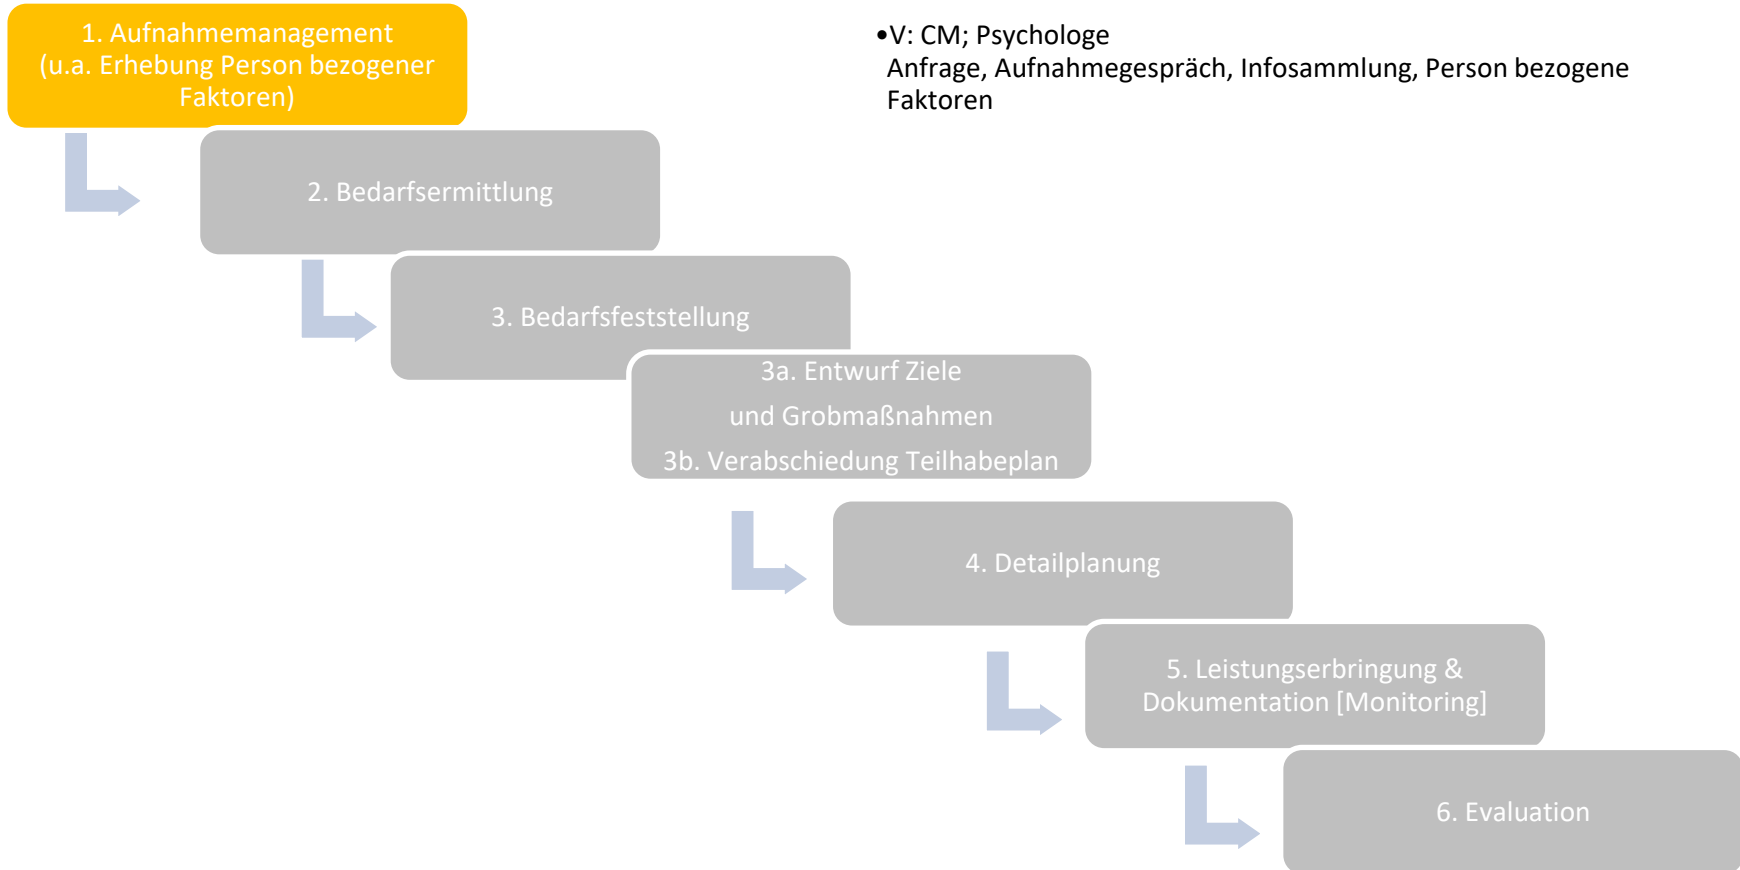 1. Aufnahmemanagement
(u.a. Erhebung Person bezogener
Faktoren)
•V: CM; Psychologe
Anfrage, Aufnahmegespräch, Infosammlung, Person bezogene
Faktoren
2. Bedarfsermittlung
3. Bedarfsfeststellung
3a. Entwurf Ziele
und Grobmaßnahmen
3b. Verabschiedung Teilhabeplan
4. Detailplanung
5. Leistungserbringung &
Dokumentation [Monitoring]
6. Evaluation